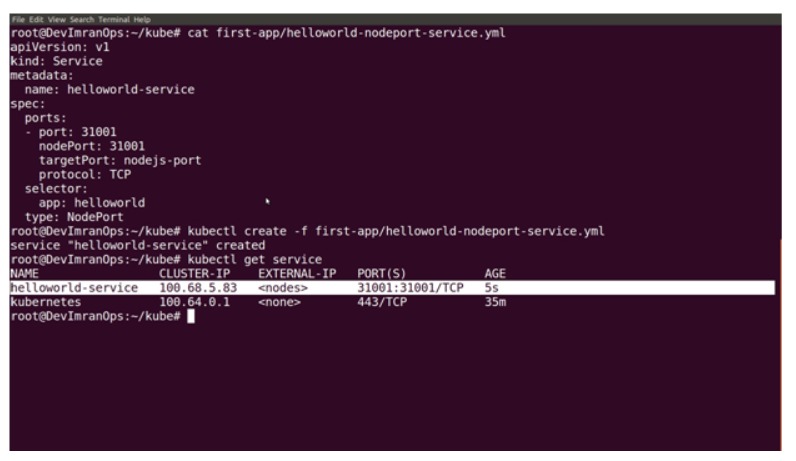 File Edit View Search Terminal Help
root@DevImranOps:~/kube# cat first-app/helloworld-nodeport-service.yml
apiVersion: v1
kind: Service
metadata:
  name: helloworld-service
spec:
  ports:
  - port: 31001
    nodePort: 31001
    targetPort: nodejs-port
    protocol: TCP
  selector:
    app: helloworld
  type: NodePort
root@DevImranOps:~/kube# kubectl create -f first-app/helloworld-nodeport-service.yml
service "helloworld-service" created
root@DevImranOps:~/kube# kubectl get service
NAME                 CLUSTER-IP    EXTERNAL-IP   PORT(S)           AGE
helloworld-service   100.68.5.83   <nodes>       31001:31001/TCP   5s
kubernetes           100.64.0.1    <none>        443/TCP           35m
root@DevImranOps:~/kube#